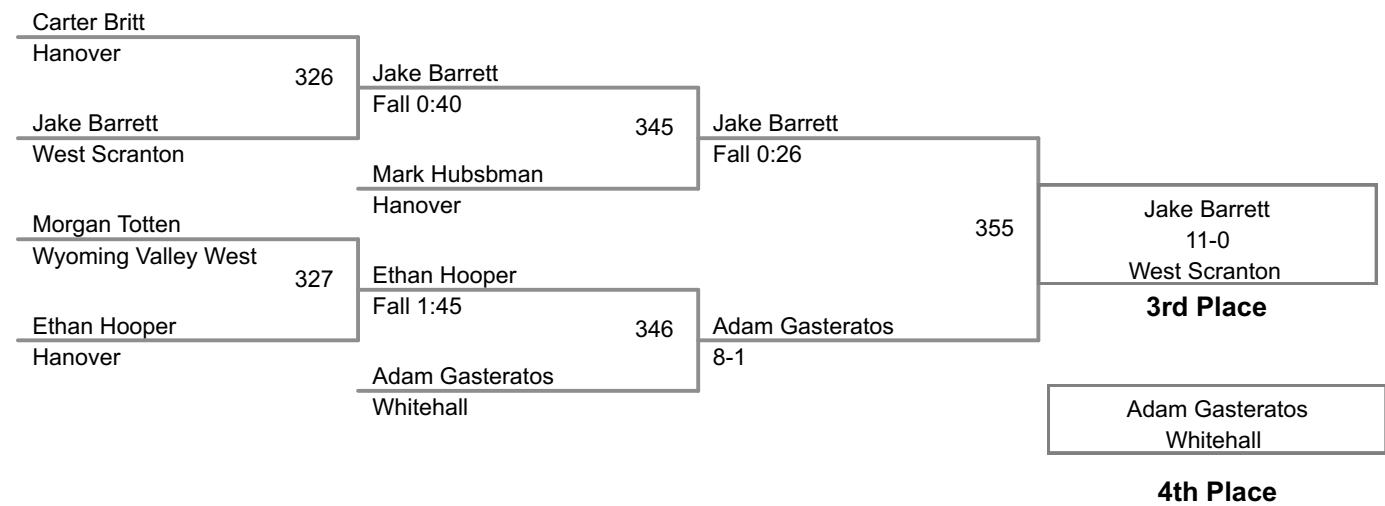 Carter Britt
Hanover
326
Jake Barrett
West Scranton
Jake Barrett
Fall 0:40
345
Mark Hubsbman
Hanover
Jake Barrett
Fall 0:26
Morgan Totten
Wyoming Valley West
327
Ethan Hooper
Hanover
Ethan Hooper
Fall 1:45
346
Adam Gasteratos
Whitehall
Adam Gasteratos
8-1
355
Jake Barrett
11-0
West Scranton
3rd Place
Adam Gasteratos
Whitehall
4th Place